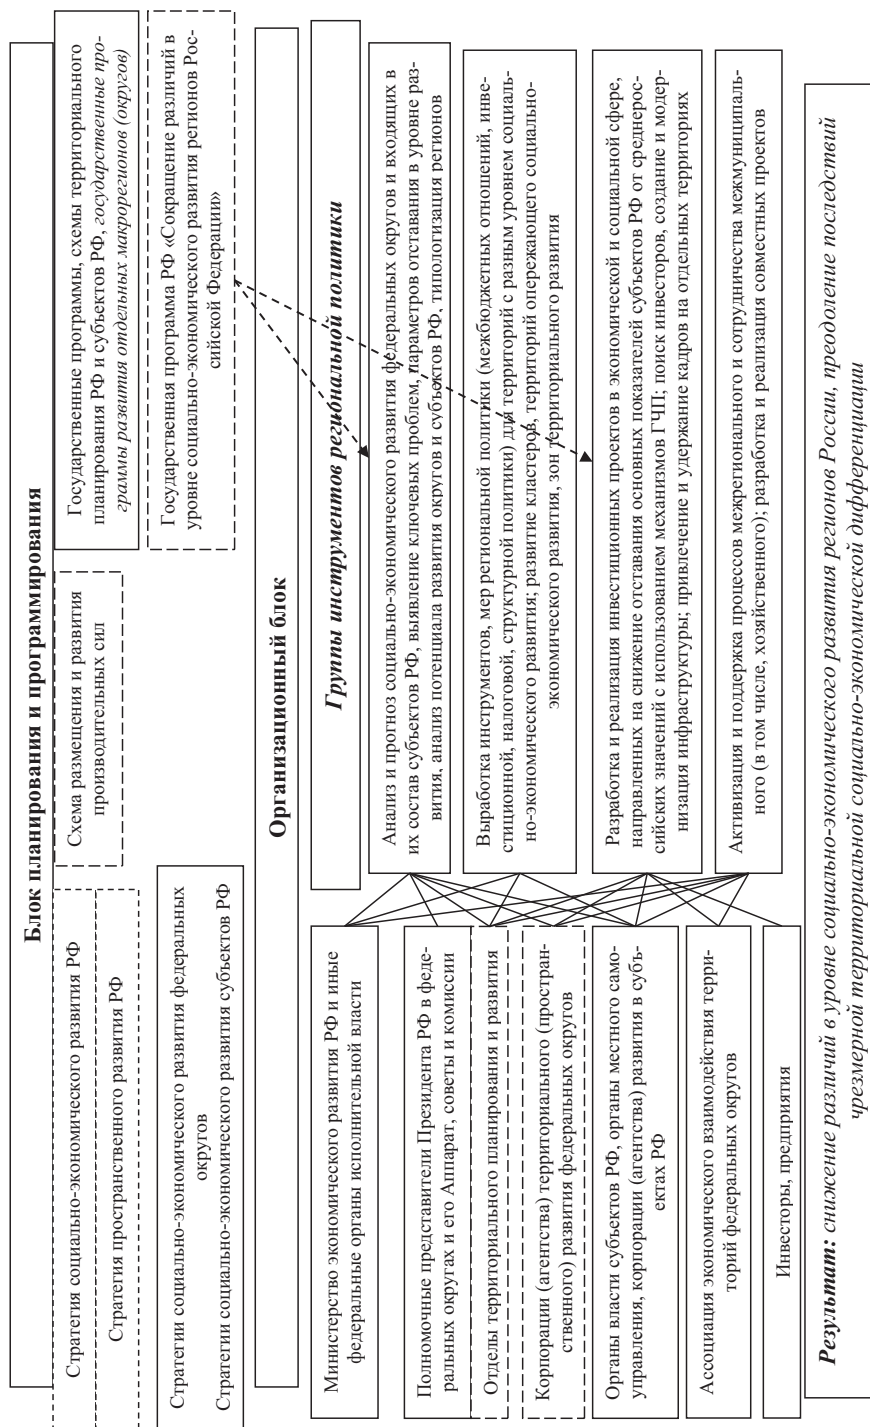 Блок планирования и программирования
Стратегия социально-экономического развития РФ
Стратегия пространственного развития РФ
Стратегии социально-экономического развития федеральных
округов
Стратегии социально-экономического развития субъектов РФ
Схема размещения и развития
производительных сил
Государственные программы, схемы территориального
планирования РФ и субъектов РФ, государственные про-
граммы развития отдельных макрорегионов (округов)
Государственная программа РФ «Сокращение различий в
уровне социально-экономического развития регионов Рос-
сийской Федерации»
Организационный блок
Министерство экономического развития РФ и иные
федеральные органы исполнительной власти
Полномочные представители Президента РФ в феде-
ральных округах и его Аппарат, советы и комиссии
Отделы территориального планирования и развития
Корпорации (агентства) территориального (простран-
ственного) развития федеральных округов
Органы власти субъектов РФ, органы местного само-
управления, корпорации (агентства) развития в субъ-
ектах РФ
Ассоциация экономического взаимодействия терри-
торий федеральных округов
Инвесторы, предприятия
Группы инструментов региональной политики
Анализ и прогноз социально-экономического развития федеральных округов и входящих в
их состав субъектов РФ, выявление ключевых проблем, параметров отставания в уровне раз-
вития, анализ потенциала развития округов и субъектов РФ, типологизация регионов
Выработка инструментов, мер региональной политики (межбюджетных отношений, инве-
стиционной, налоговой, структурной политики) для территорий с разным уровнем социаль-
но-экономического развития; развитие кластеров, территорий опережающего социально-
экономического развития, зон территориального развития
Разработка и реализация инвестиционных проектов в экономической и социальной сфере,
направленных на снижение отставания основных показателей субъектов РФ от среднерос-
сийских значений с использованием механизмов ГЧП; поиск инвесторов, создание и модер-
низация инфраструктуры; привлечение и удержание кадров на отдельных территориях
Активизация и поддержка процессов межрегионального и сотрудничества межмуниципаль-
ного (в том числе, хозяйственного); разработка и реализация совместных проектов
Результат: снижение различий в уровне социально-экономического развития регионов России, преодоление последствий
чрезмерной территориальной социально-экономической дифференциации